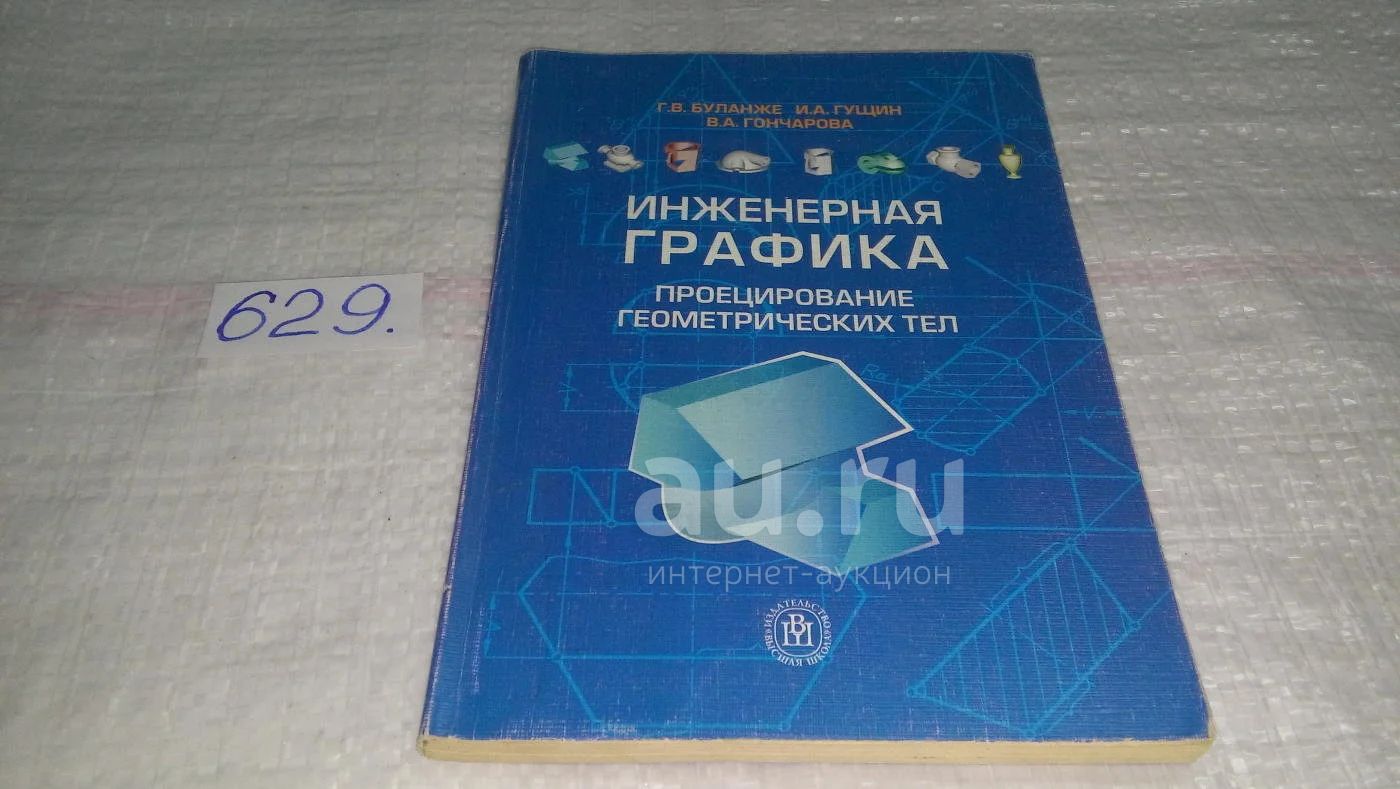 Г.В. БУЛАНЖЕ И.А. ГУЩИН
В.А. ГОНЧАРОВА
ИНЖЕНЕРНАЯ
ГРАФИКА
ПРОЕЦИРОВАНИЕ
ГЕОМЕТРИЧЕСКИХ ТЕЛ
629.
au.ru
интернет-аукцион
ИЗДАТЕЛЬСТВО
«ВЫСШАЯ ШКОЛА»